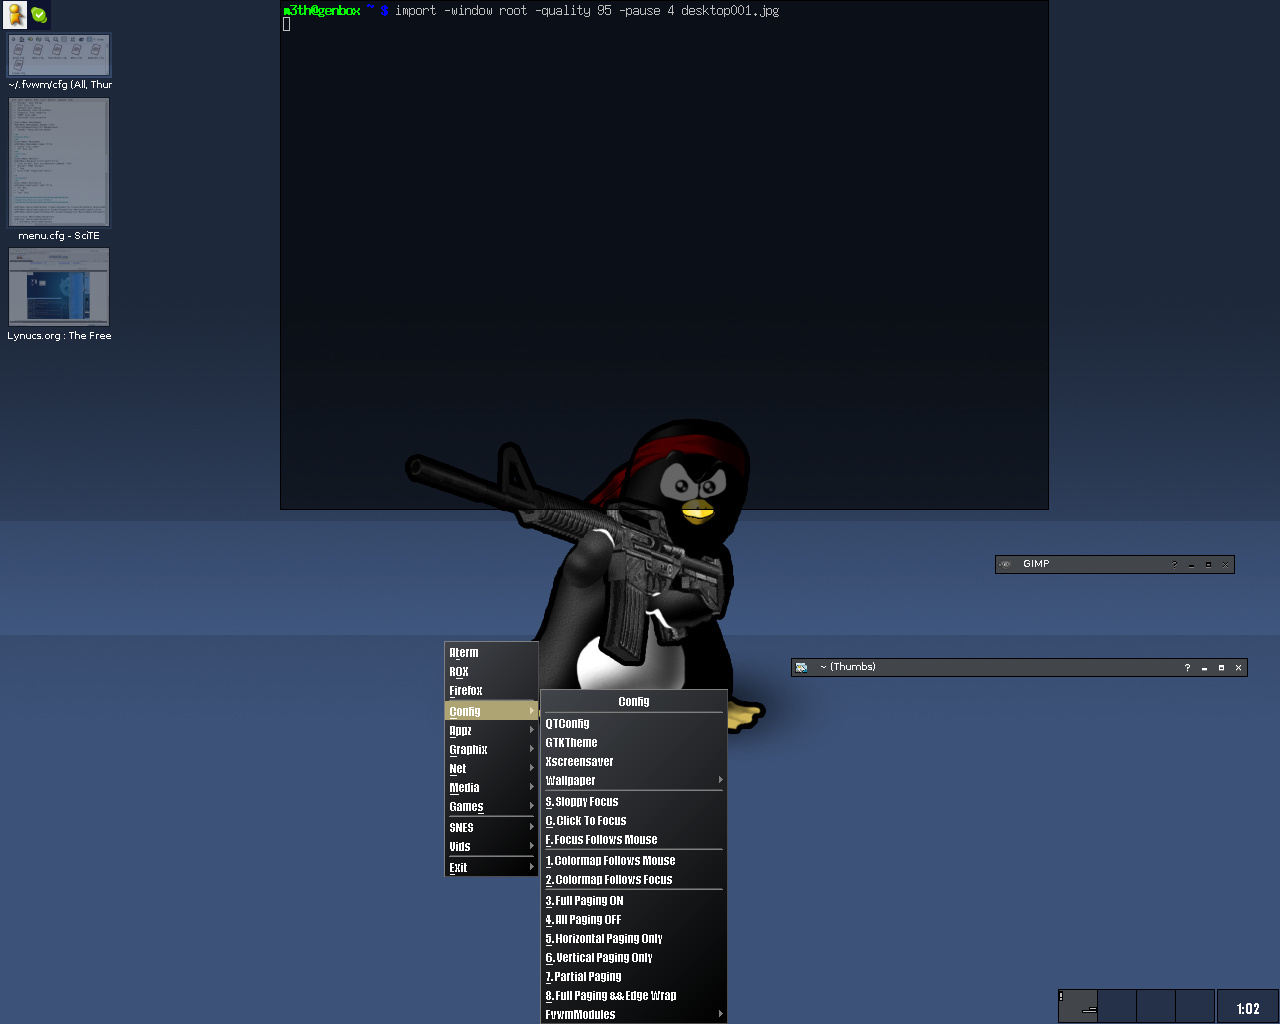 m3th@genbox ~ $ import -window root -quality 95 -pause 4 desktop001.jpg
~/.fvwm/cfg (All, Thur
menu.cfg - SciTE
Lynucs.org : The Free
GIMP
~ (Thumbs)
Aterm
ROX
Firefox
Config
Appz
Graphix
Net
Media
Games
SNES
Vids
Exit
Config
QTConfig
GTKTheme
Xscreensaver
Wallpaper
S.Sloppy Focus
C.Click To Focus
F.Focus Follows Mouse
1.Colormap Follows Mouse
2.Colormap Follows Focus
3.Full Paging ON
4.All Paging OFF
5.Horizontal Paging Only
6.Vertical Paging Only
7.Partial Paging
8.Full Paging && Edge Wrap
FvwmModules
1:02